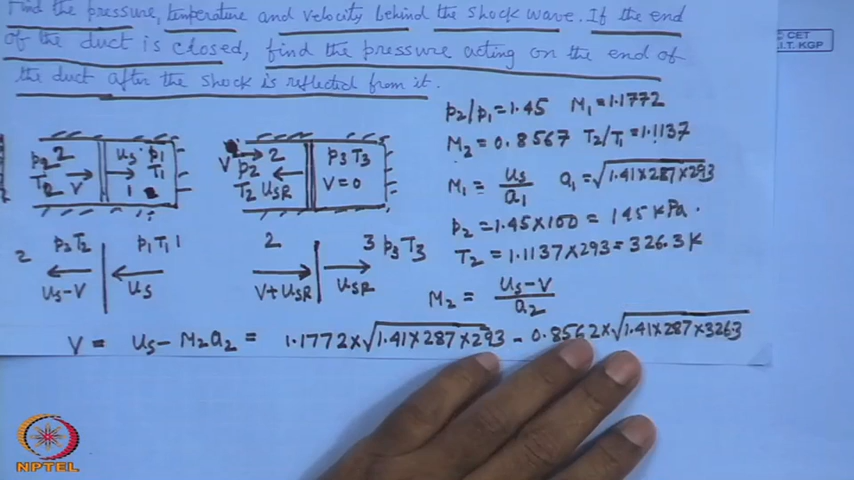 Find the pressure, temperature and velocity behind the shock wave. If the end
of the duct is closed, find the pressure acting on the end of
the duct after the shock is reflected from it.
CET
I.I.T. KGP
p2/p1 = 1.45 M1 = 1.1772
M2 = 0.8567 T2/T1 = 1.1137
p2 2 us p1
T2 V T1
1
V 2 p3 T3
p2 V=0
T2 USR
M1 = us/a1 a1 = √1.41×287×293
p2 = 1.45×100 = 145 kPa.
T2 = 1.1137×293 = 326.3 K
2 p2 T2 p1 T1 1
us-V us
2 3 p3 T3
V+USR USR
M2 = us-V/a2
V = us - M2a2 = 1.1772×√1.41×287×293 - 0.8562×√1.41×287×326.3
NPTEL